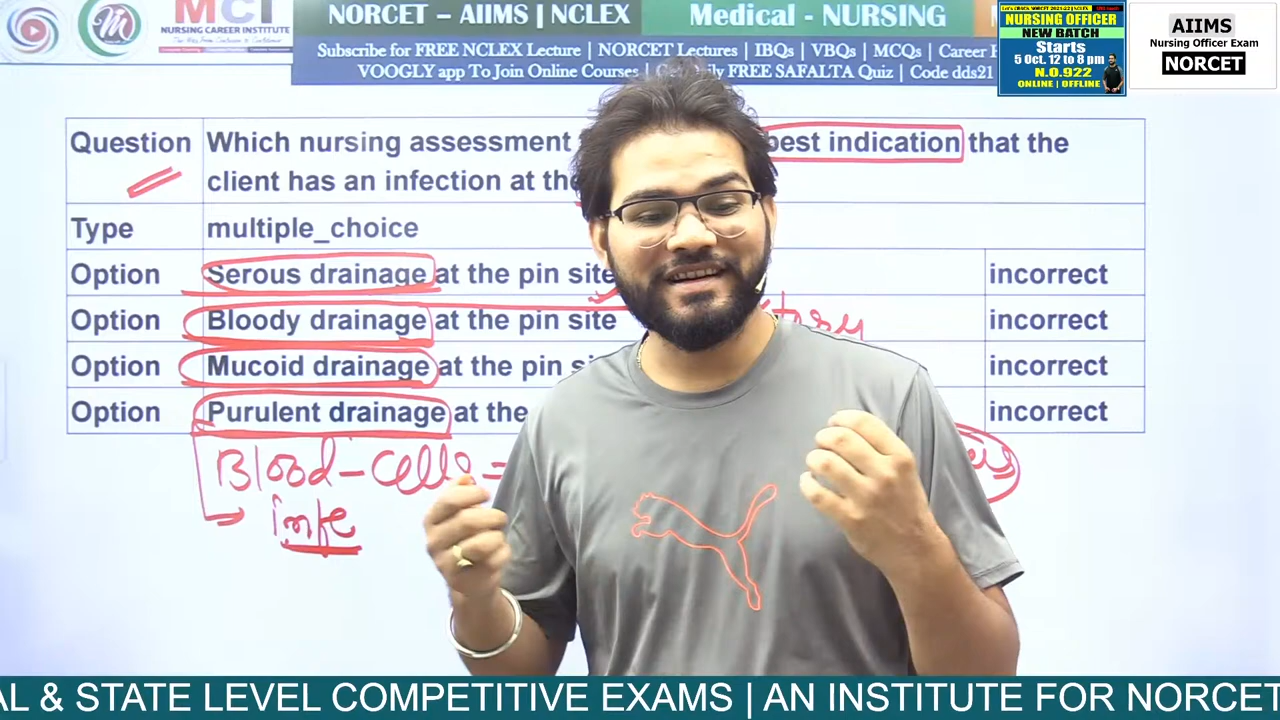 MCI
NURSING CAREER INSTITUTE
NORCET – AIIMS | NCLEX
Medical - NURSING
Subscribe for FREE NCLEX Lecture | NORCET Lectures | IBQs | VBQs | MCQs | Career
VOOGLY app To Join Online Courses | Daily FREE SAFALTA Quiz | Code dds21
NURSING OFFICER
NEW BATCH
Starts
5 Oct. 12 to 8 pm
N.O.922
ONLINE | OFFLINE
AIIMS
Nursing Officer Exam
NORCET
Question Which nursing assessment best indication that the
client has an infection at the
Type multiple_choice
Option Serous drainage at the pin site incorrect
Option Bloody drainage at the pin site incorrect
Option Mucoid drainage at the pin si incorrect
Option Purulent drainage at the incorrect
Blood-cells =
infe
AL & STATE LEVEL COMPETITIVE EXAMS | AN INSTITUTE FOR NORCET